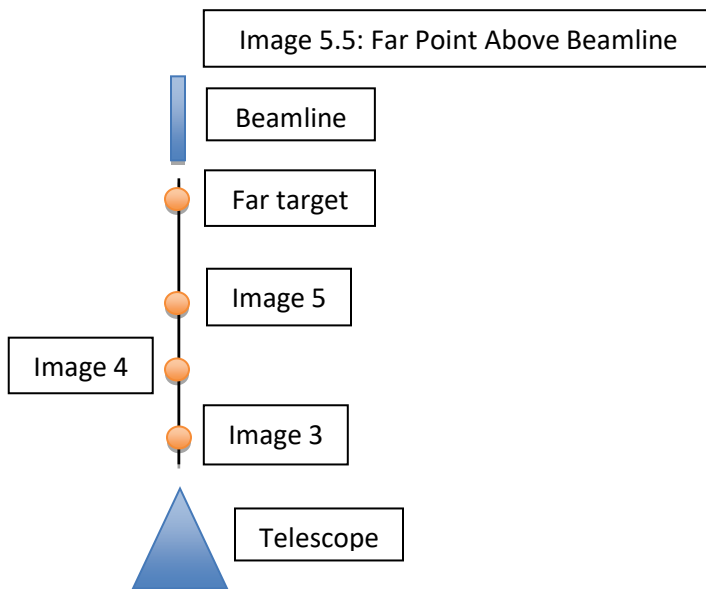 Image 5.5: Far Point Above Beamline
Beamline
Far target
Image 5
Image 4
Image 3
Telescope